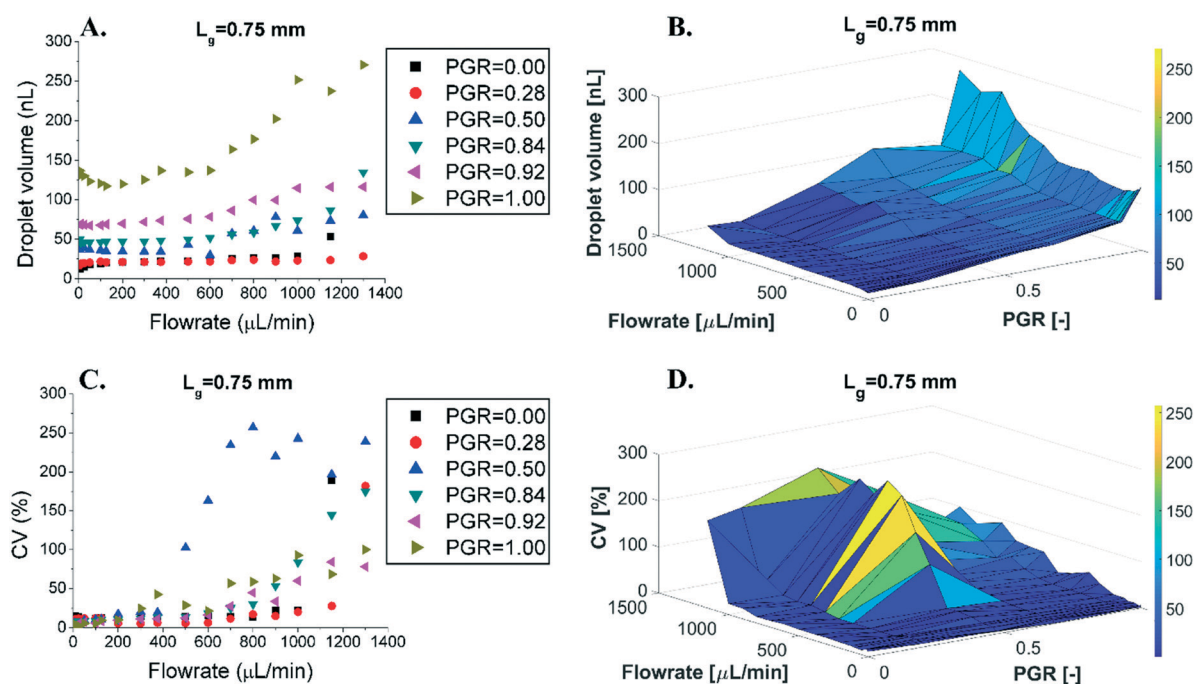 A.
L_g=0.75 mm
Droplet volume (nL)
300
250
200
150
100
50
0
0 200 400 600 800 1000 1200 1400
Flowrate (μL/min)
PGR=0.00
PGR=0.28
PGR=0.50
PGR=0.84
PGR=0.92
PGR=1.00
B.
L_g=0.75 mm
Droplet volume [nL]
300
200
100
0
1500
1000
500
0
Flowrate [μL/min]
0
0.5
PGR [-]
250
200
150
100
50
C.
L_g=0.75 mm
CV (%)
300
250
200
150
100
50
0
0 200 400 600 800 1000 1200 1400
Flowrate (μL/min)
PGR=0.00
PGR=0.28
PGR=0.50
PGR=0.84
PGR=0.92
PGR=1.00
D.
L_g=0.75 mm
CV [%]
300
200
100
0
1500
1000
500
0
Flowrate [μL/min]
0
0.5
PGR [-]
250
200
150
100
50